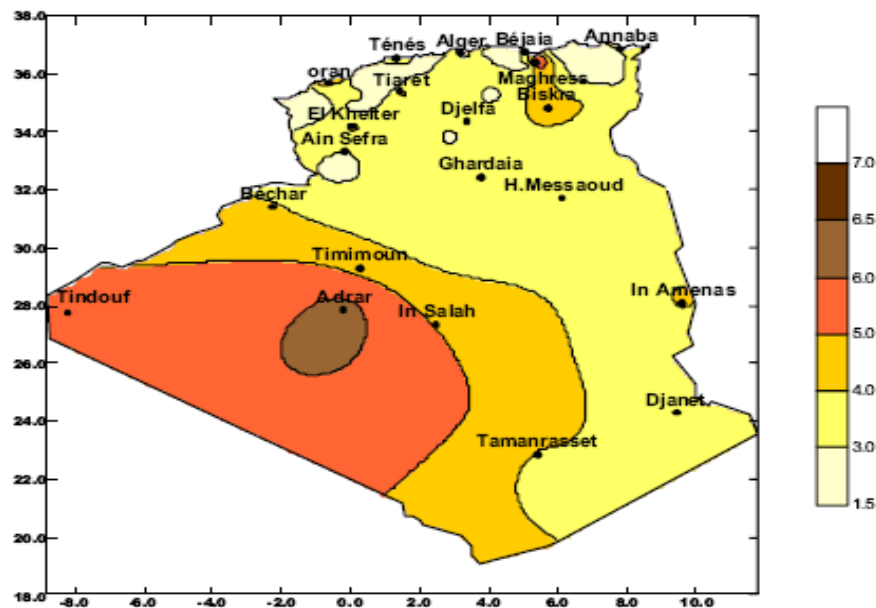 38.0
36.0
34.0
32.0
30.0
28.0
26.0
24.0
22.0
20.0
18.0
Ténés
Alger
Béjaia
Annaba
oran
Tiaret
Maghress
Biskra
El Kheiter
Djelfa
Ain Sefra
Ghardaia
H.Messaoud
Béchar
Timimoun
Tindouf
Adrar
In Salah
In Amenas
Djanet
Tamanrasset
-8.0 -6.0 -4.0 -2.0 0.0 2.0 4.0 6.0 8.0 10.0
7.0
6.5
6.0
5.0
4.0
3.0
1.5